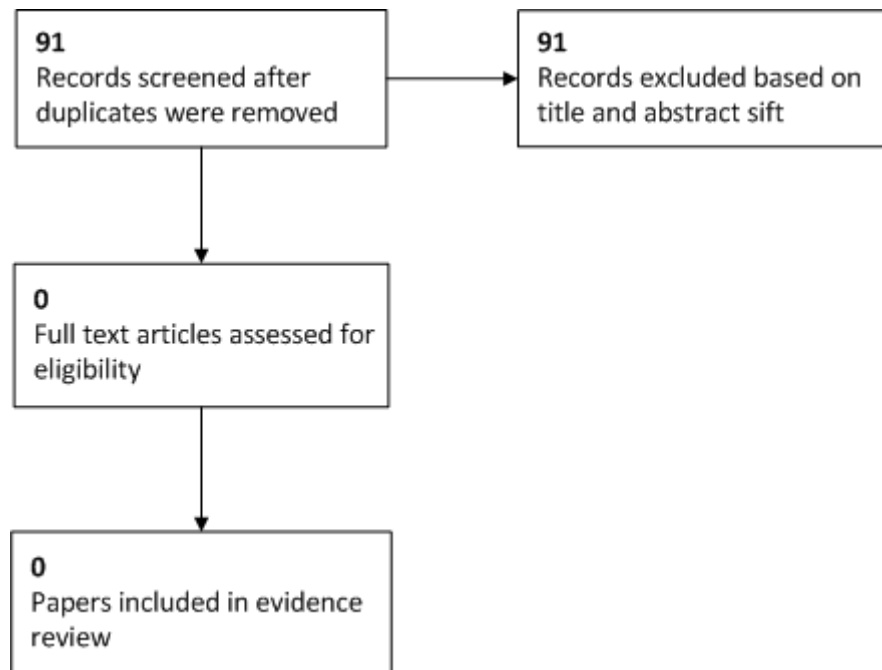 91
Records screened after
duplicates were removed
91
Records excluded based on
title and abstract sift
0
Full text articles assessed for
eligibility
0
Papers included in evidence
review